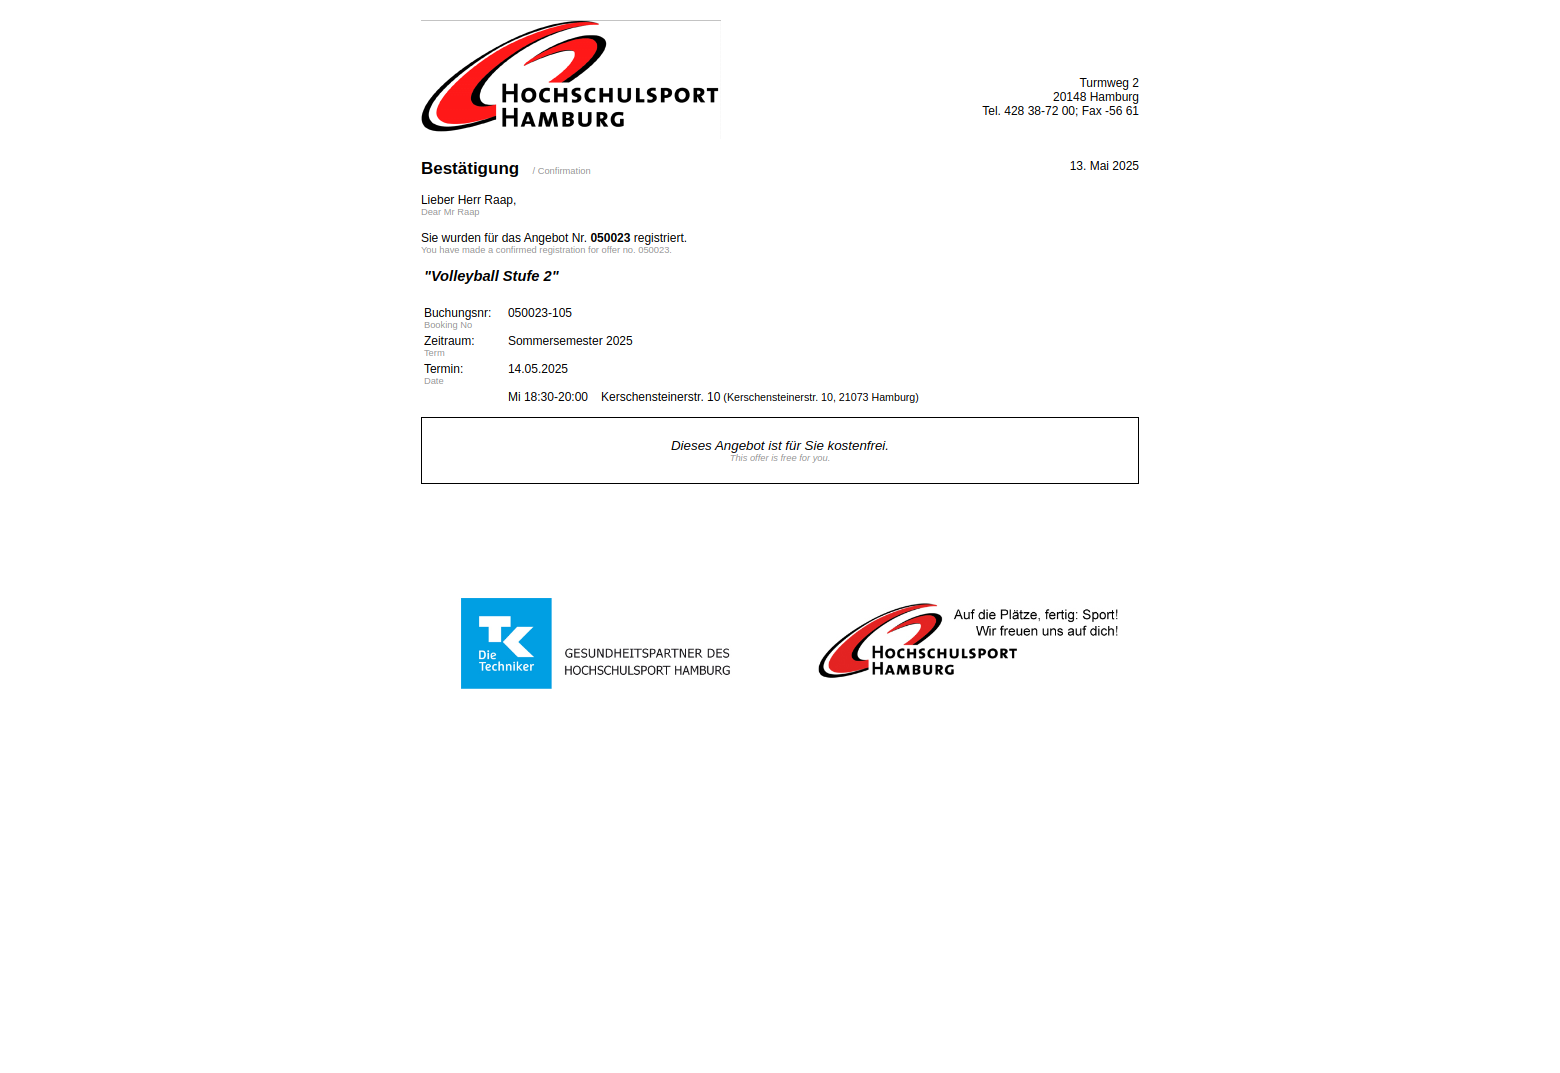 HOCHSCHULSPORT
HAMBURG
Turmweg 2
20148 Hamburg
Tel. 428 38-72 00; Fax -56 61
Bestätigung / Confirmation
13. Mai 2025
Lieber Herr Raap,
Dear Mr Raap
Sie wurden für das Angebot Nr. 050023 registriert.
You have made a confirmed registration for offer no. 050023.
"Volleyball Stufe 2"
Buchungsnr: 050023-105
Booking No
Zeitraum: Sommersemester 2025
Term
Termin: 14.05.2025
Date
Mi 18:30-20:00 Kerschensteinerstr. 10 (Kerschensteinerstr. 10, 21073 Hamburg)
Dieses Angebot ist für Sie kostenfrei.
This offer is free for you.
TK
Die
Techniker
GESUNDHEITSPARTNER DES
HOCHSCHULSPORT HAMBURG
Auf die Plätze, fertig: Sport!
Wir freuen uns auf dich!
HOCHSCHULSPORT
HAMBURG